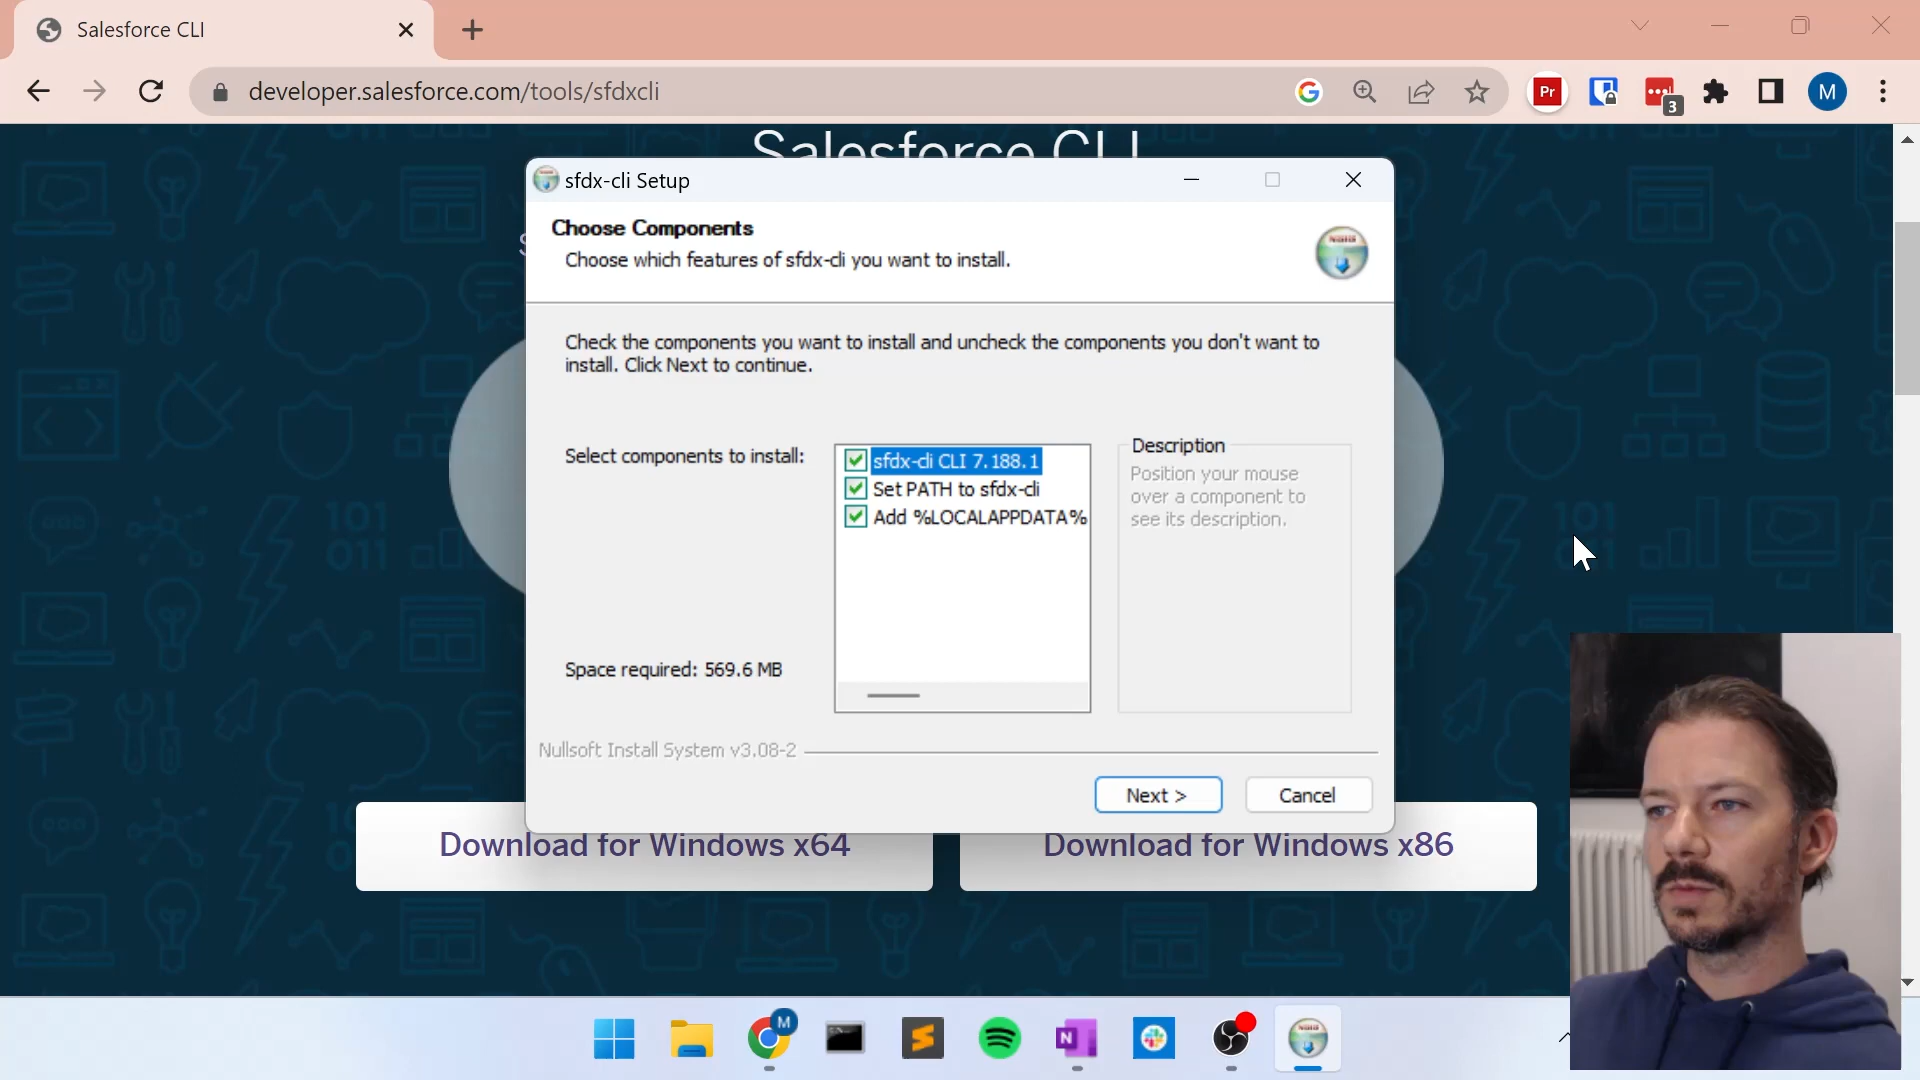 Salesforce CLI
developer.salesforce.com/tools/sfdxcli
Pr
3
M
Salesforce CLI
S
sfdx-cli Setup
Choose Components
Choose which features of sfdx-cli you want to install.
Check the components you want to install and uncheck the components you don't want to
install. Click Next to continue.
Select components to install:
sfdx-cli CLI 7.188.1
Set PATH to sfdx-cli
Add %LOCALAPPDATA%
Description
Position your mouse
over a component to
see its description.
Space required: 569.6 MB
Nullsoft Install System v3.08-2
Next >
Cancel
Download for Windows x64
Download for Windows x86
M
N